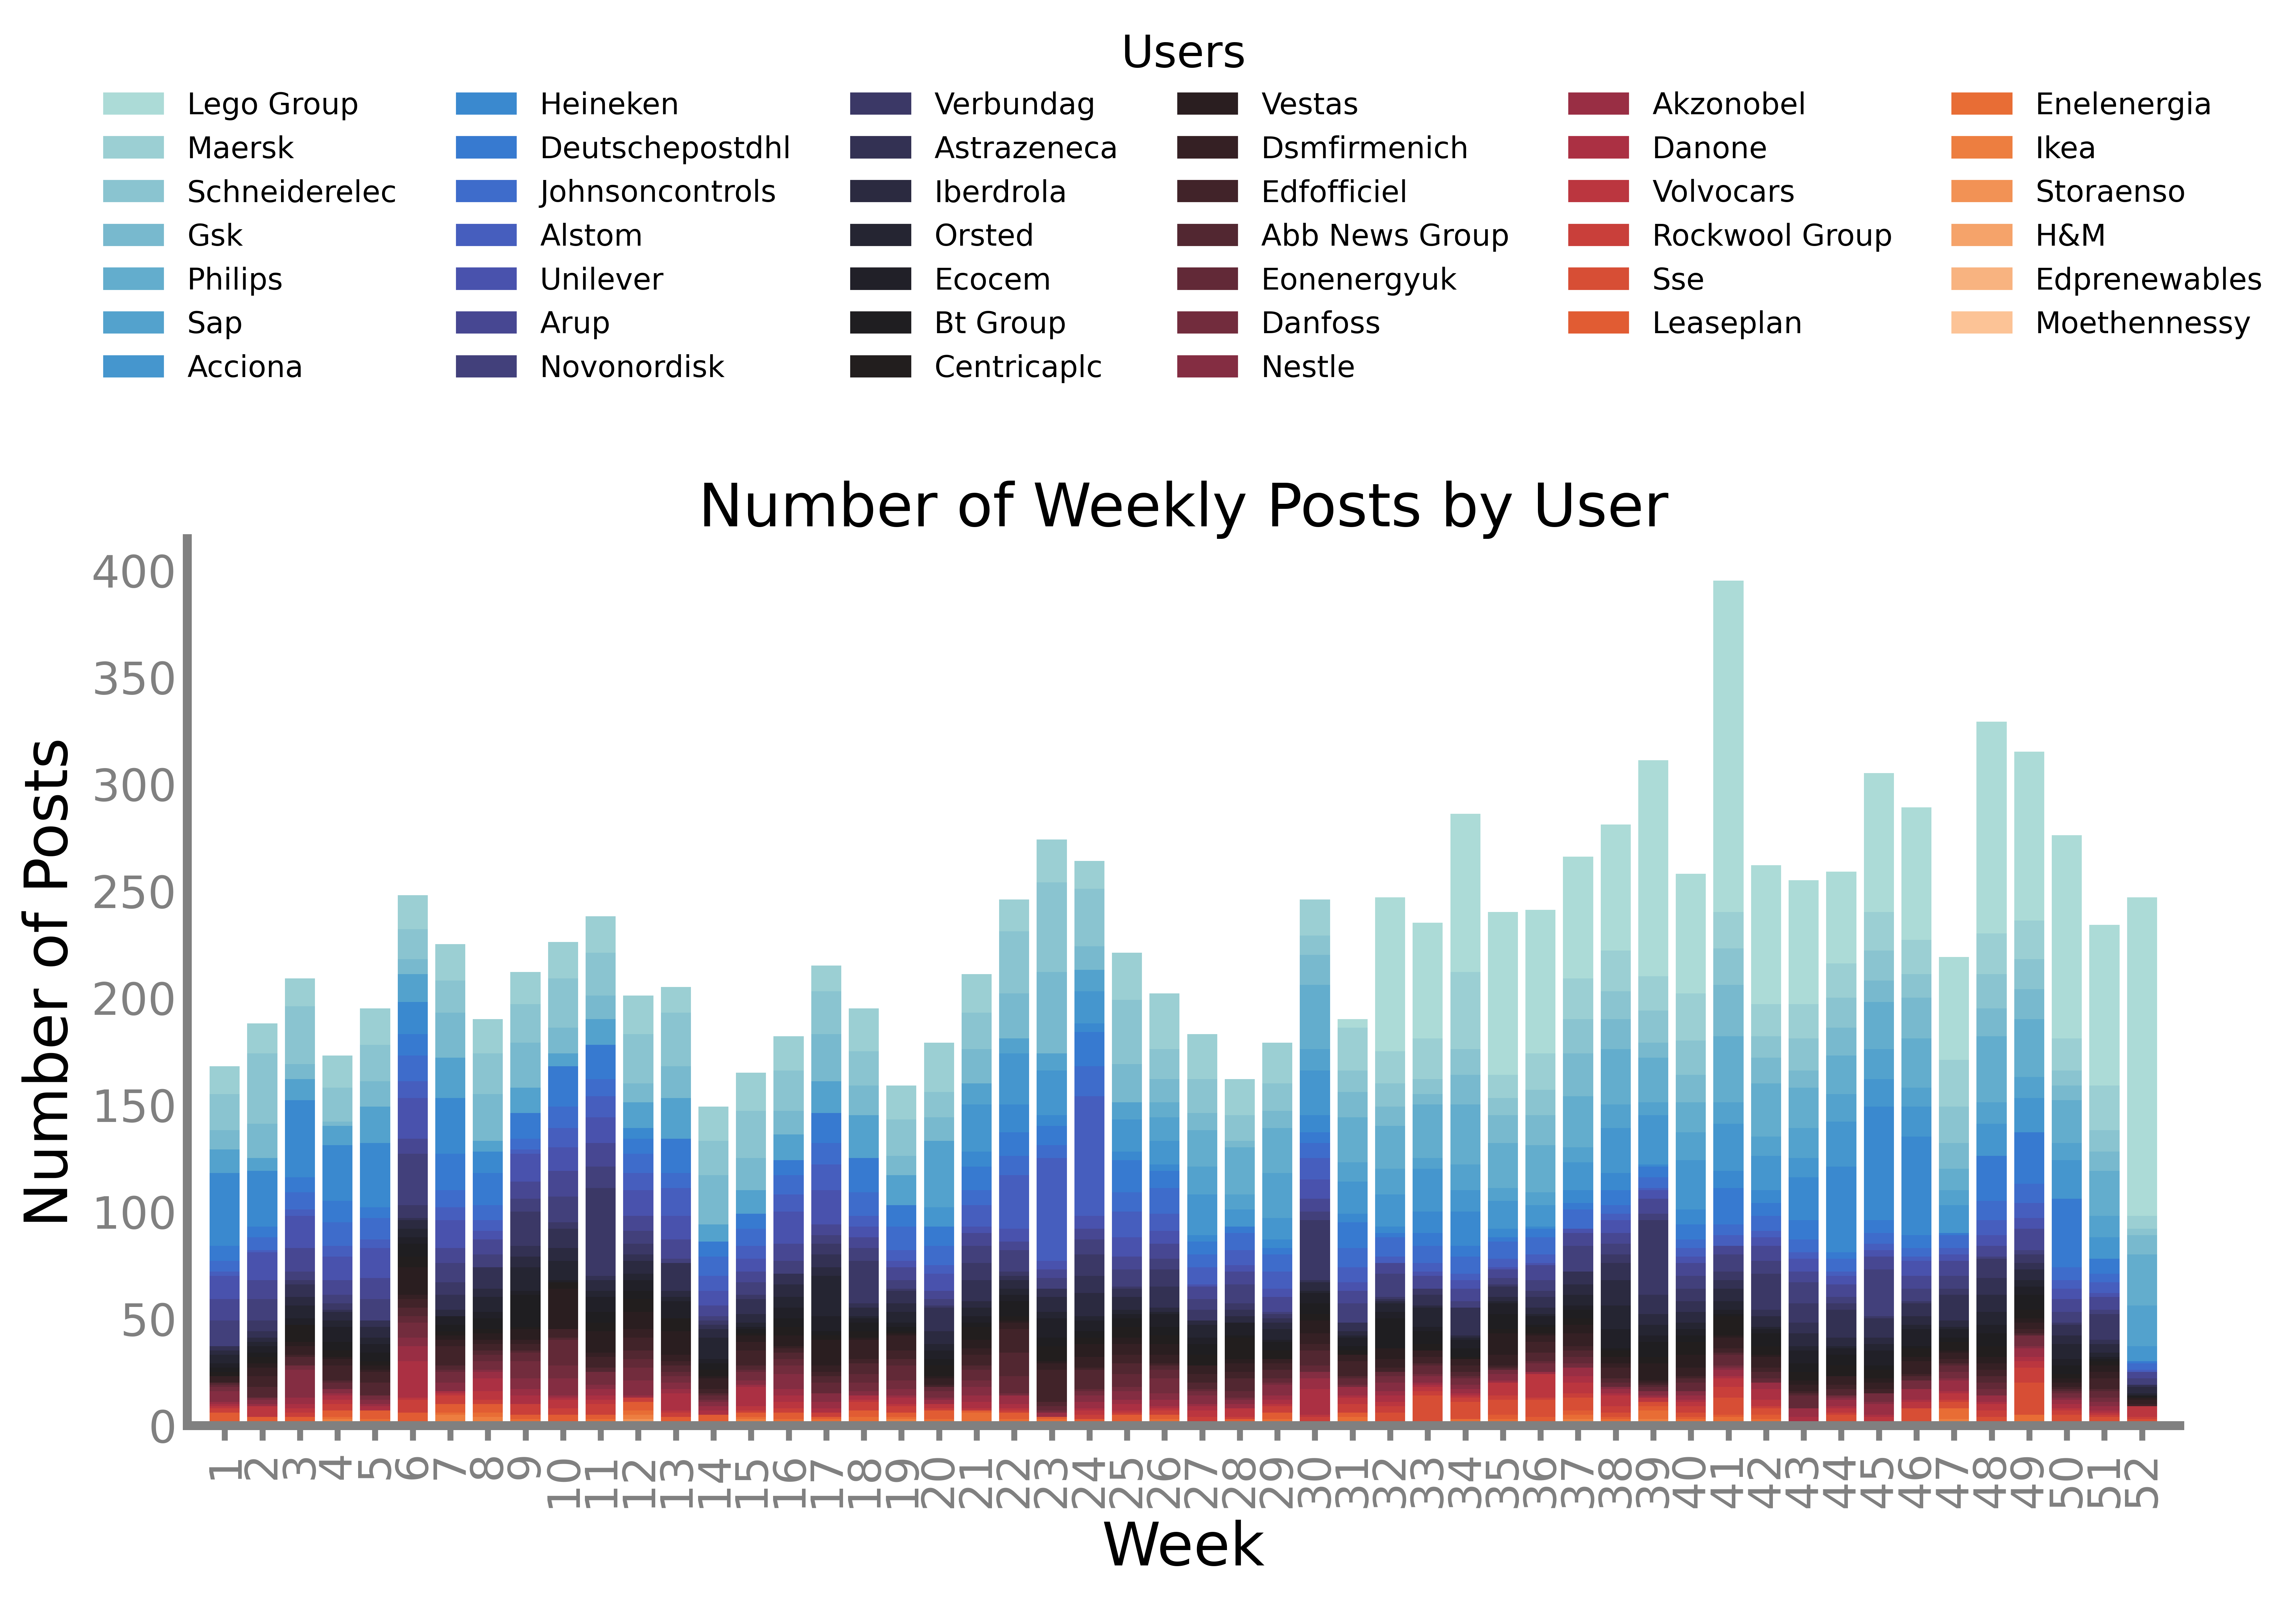 Users
Lego Group
Maersk
Schneiderelec
Gsk
Philips
Sap
Acciona
Heineken
Deutschepostdhl
Johnsoncontrols
Alstom
Unilever
Arup
Novonordisk
Verbundag
Astrazeneca
Iberdrola
Orsted
Ecocem
Bt Group
Centricaplc
Vestas
Dsmfirmenich
Edfofficiel
Abb News Group
Eonenergyuk
Danfoss
Nestle
Akzonobel
Danone
Volvocars
Rockwool Group
Sse
Leaseplan
Enelenergia
Ikea
Storaenso
H&M
Edprenewables
Moethennessy
Number of Weekly Posts by User
Number of Posts
400
350
300
250
200
150
100
50
0
1 2 3 4 5 6 7 8 9 10 11 12 13 14 15 16 17 18 19 20 21 22 23 24 25 26 27 28 29 30 31 32 33 34 35 36 37 38 39 40 41 42 43 44 45 46 47 48 49 50 51 52
Week